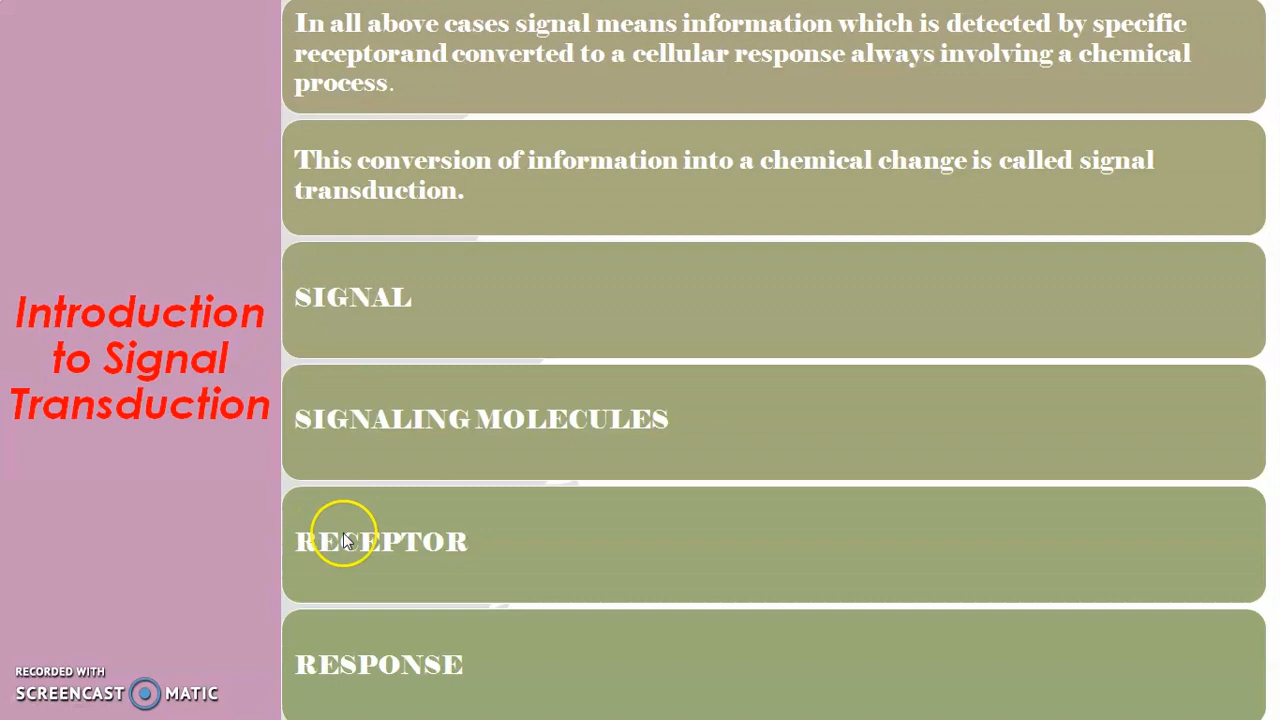 In all above cases signal means information which is detected by specific
receptorand converted to a cellular response always involving a chemical
process.
This conversion of information into a chemical change is called signal
transduction.
SIGNAL
SIGNALING MOLECULES
RECEPTOR
RESPONSE
Introduction
to Signal
Transduction
RECORDED WITH
SCREENCAST MATIC